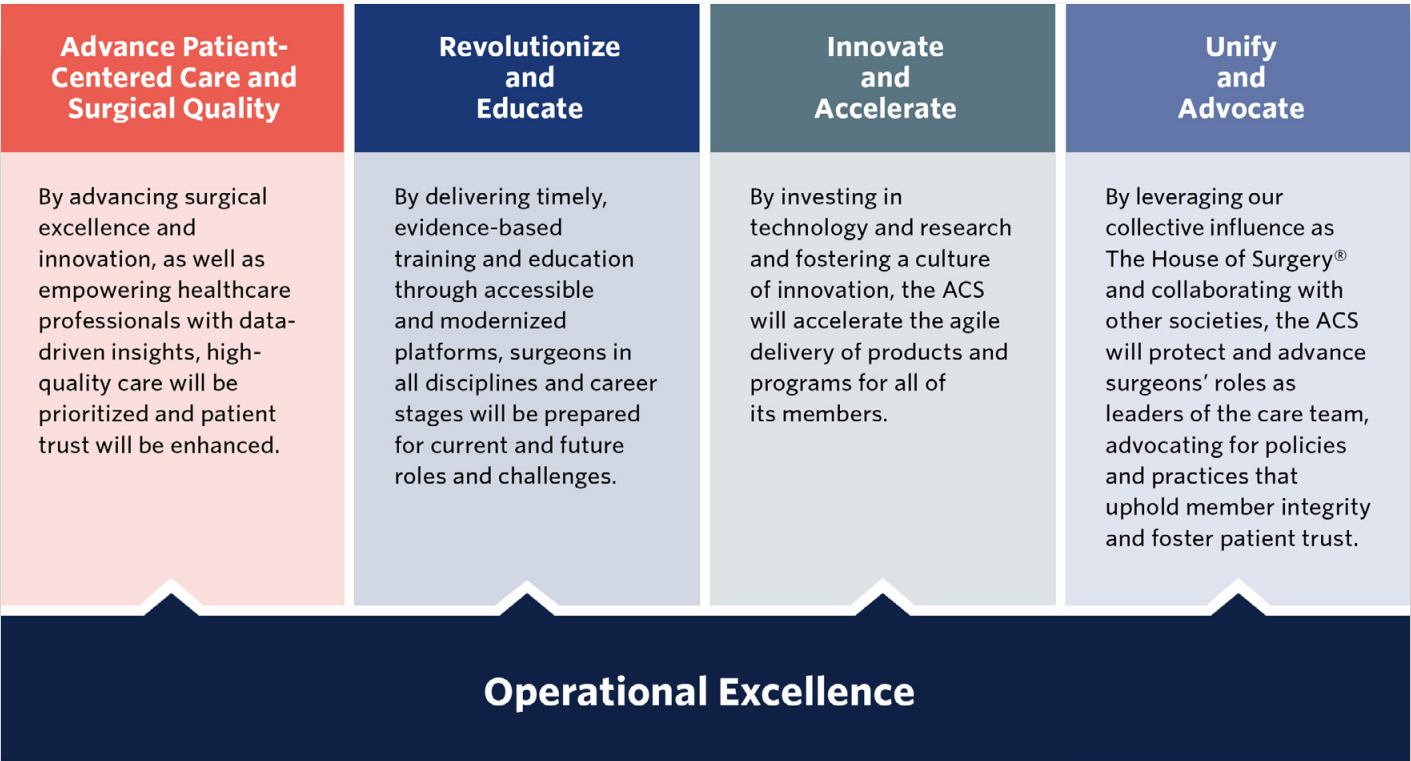 Advance Patient-
Centered Care and
Surgical Quality
By advancing surgical
excellence and
innovation, as well as
empowering healthcare
professionals with data-
driven insights, high-
quality care will be
prioritized and patient
trust will be enhanced.
Revolutionize
and
Educate
By delivering timely,
evidence-based
training and education
through accessible
and modernized
platforms, surgeons in
all disciplines and career
stages will be prepared
for current and future
roles and challenges.
Innovate
and
Accelerate
By investing in
technology and research
and fostering a culture
of innovation, the ACS
will accelerate the agile
delivery of products and
programs for all of
its members.
Unify
and
Advocate
By leveraging our
collective influence as
The House of Surgery®
and collaborating with
other societies, the ACS
will protect and advance
surgeons’ roles as
leaders of the care team,
advocating for policies
and practices that
uphold member integrity
and foster patient trust.
Operational Excellence